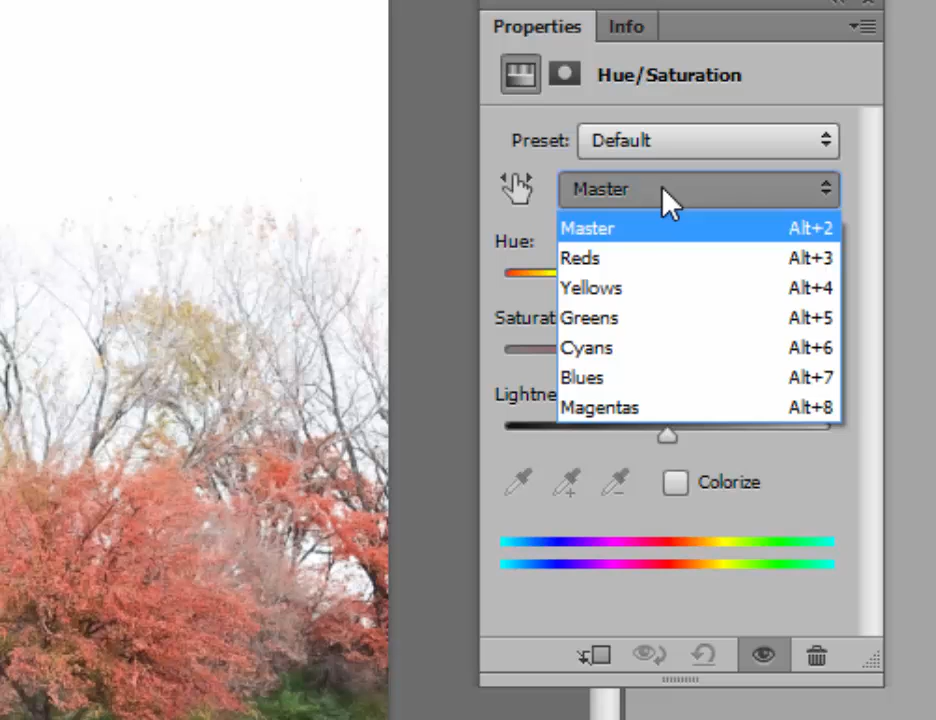 Properties Info
Hue/Saturation
Preset: Default
Master
Master Alt+2
Hue:
Reds Alt+3
Yellows Alt+4
Saturat Greens Alt+5
Cyans Alt+6
Blues Alt+7
Lightne
Magentas Alt+8
Colorize